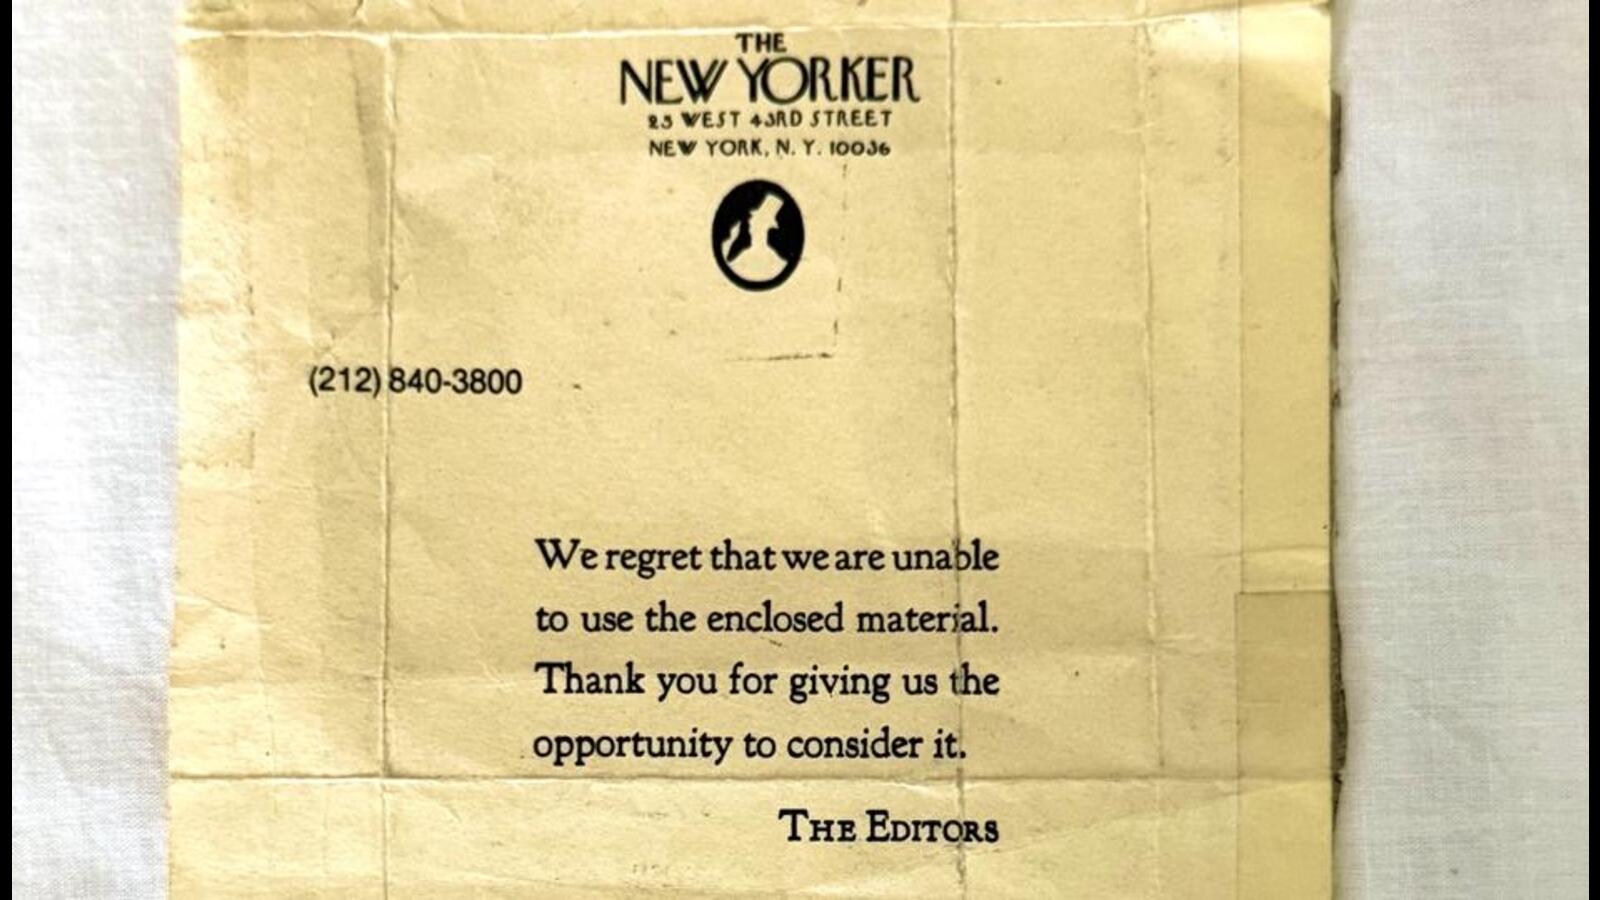 THE
NEW YORKER
25 WEST 43RD STREET
NEW YORK, N. Y. 10036
(212) 840-3800
We regret that we are unable
to use the enclosed material.
Thank you for giving us the
opportunity to consider it.
THE EDITORS